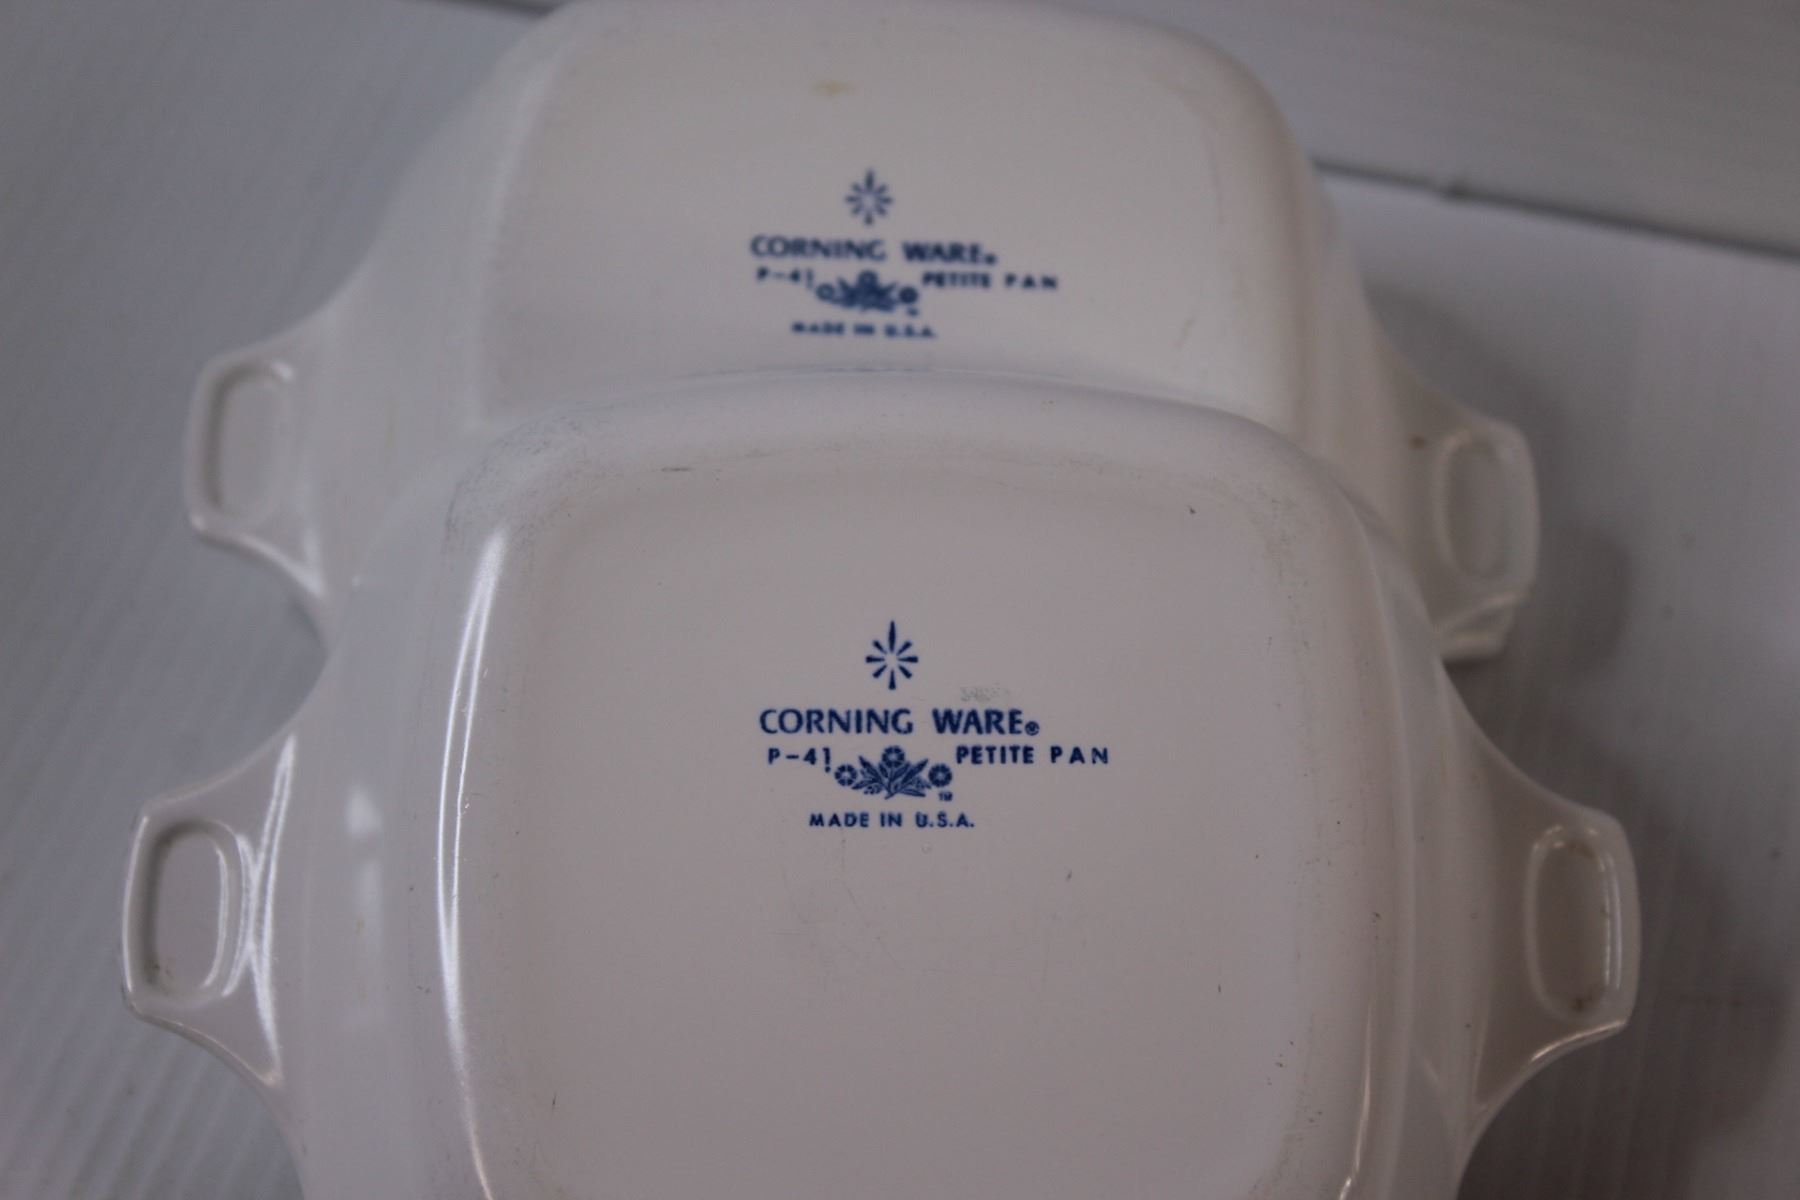 CORNING WARE®
P-41 PETITE PAN
MADE IN U.S.A.
CORNING WARE®
P-41 PETITE PAN
TM
MADE IN U.S.A.